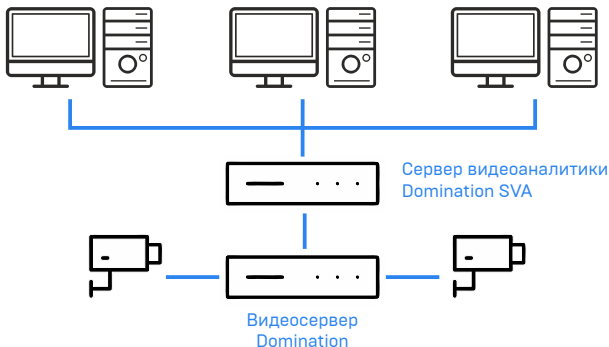 Сервер видеоаналитики
Domination SVA
Видеосервер
Domination